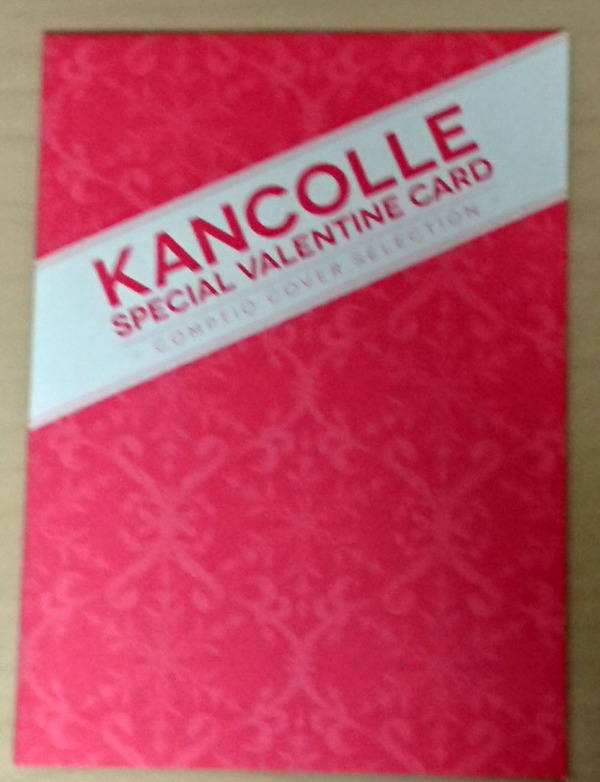 KANCOLLE
SPECIAL VALENTINE CARD
COMPTIQ COVER SELECTION